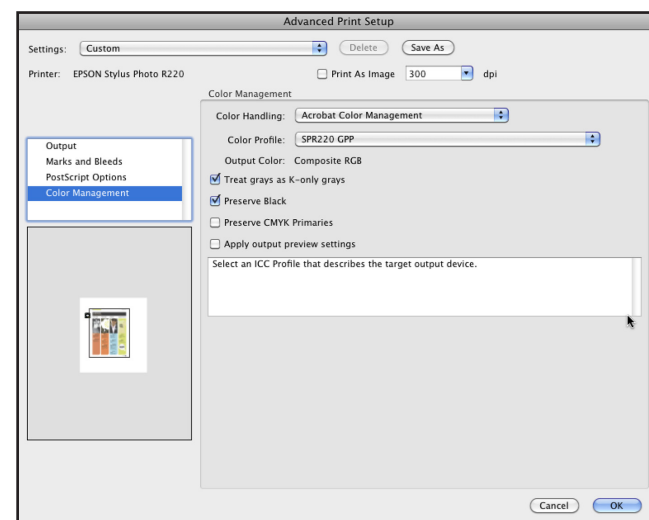 Advanced Print Setup
Settings: Custom Delete Save As
Printer: EPSON Stylus Photo R220 Print As Image 300 dpi
Color Management
Color Handling: Acrobat Color Management
Color Profile: SPR220 GPP
Output Color: Composite RGB
Treat grays as K-only grays
Preserve Black
Preserve CMYK Primaries
Apply output preview settings
Select an ICC Profile that describes the target output device.
Output
Marks and Bleeds
PostScript Options
Color Management
Cancel OK